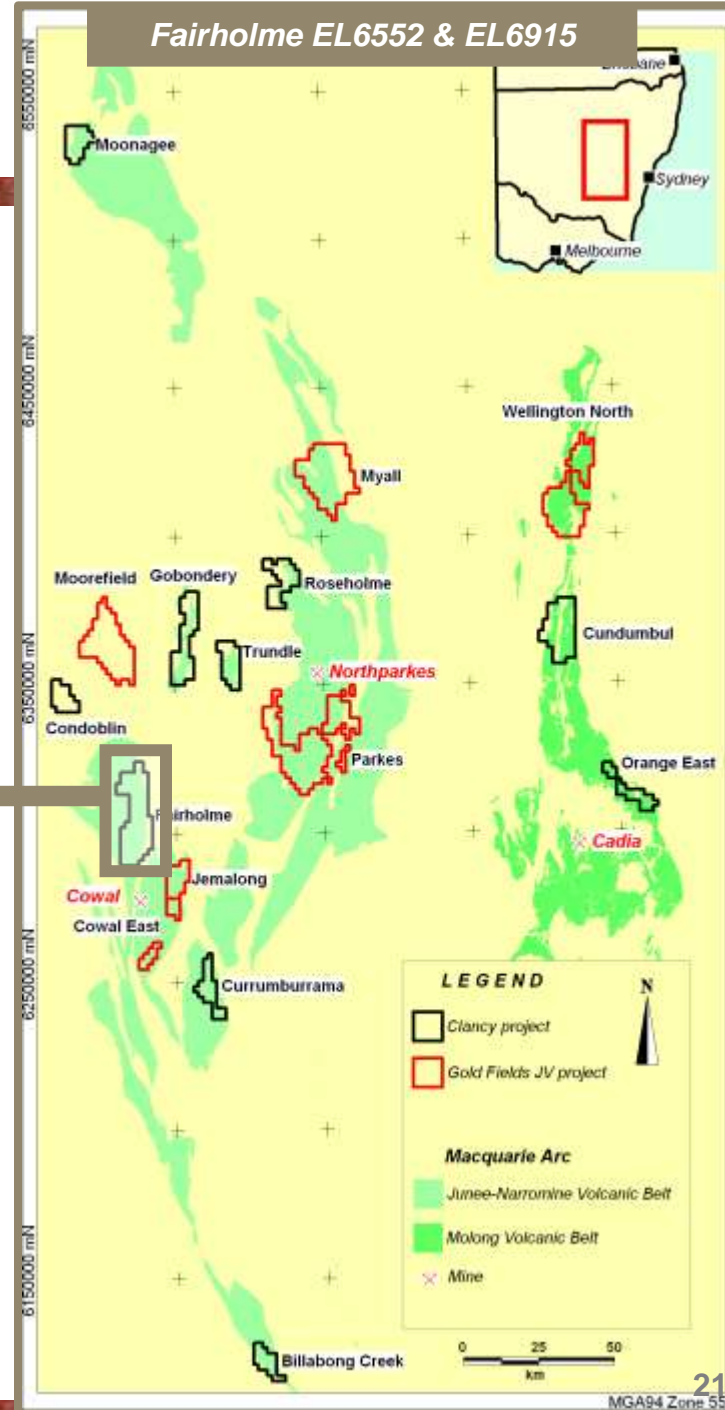 Fairholme EL6552 & EL6915
Brisbane
Sydney
Melbourne
6550000 mN
6450000 mN
6350000 mN
6250000 mN
6150000 mN
Moonagee
Wellington North
Myall
Moorefield
Gobondery
Roseholme
Cundumbul
Trundle
Northparkes
Condoblin
Parkes
Orange East
Fairholme
Cadia
Jemalong
Cowal
Cowal East
Currumburrama
Billabong Creek
LEGEND
N
Clancy project
Gold Fields JV project
Macquarie Arc
Junee-Narromine Volcanic Belt
Molong Volcanic Belt
Mine
0 25 50
km
21
MGA94 Zone 55